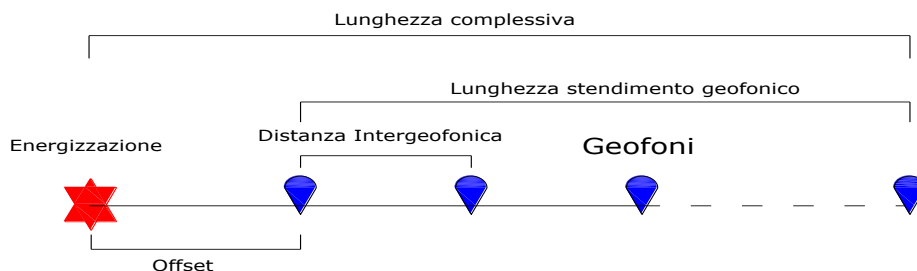 Lunghezza complessiva
Lunghezza stendimento geofonico
Distanza Intergeofonica
Geofoni
Energizzazione
Offset